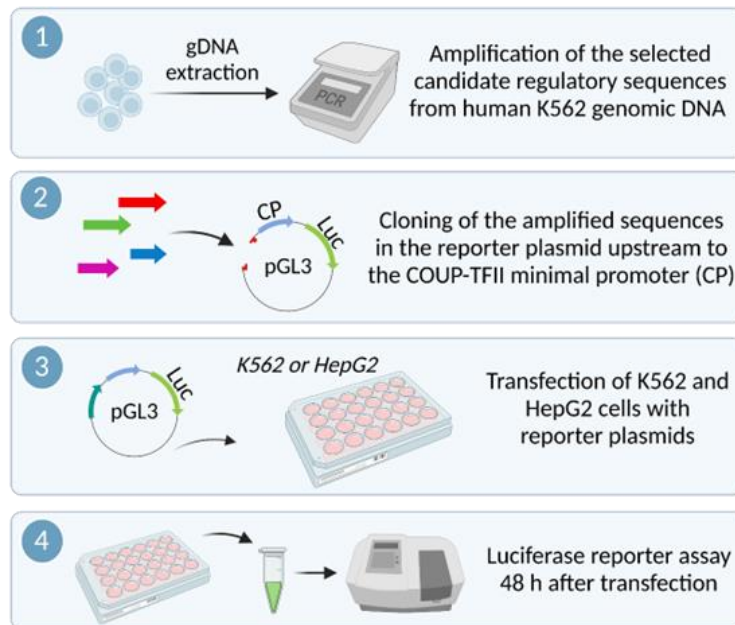 1
gDNA
extraction
PCR
Amplification of the selected
candidate regulatory sequences
from human K562 genomic DNA
2
CP
Luc
pGL3
Cloning of the amplified sequences
in the reporter plasmid upstream to
the COUP-TFII minimal promoter (CP)
3
Luc
pGL3
K562 or HepG2
Transfection of K562 and
HepG2 cells with
reporter plasmids
4
Luciferase reporter assay
48 h after transfection